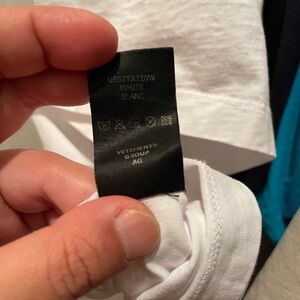 UE52TR120W
WHITE
BLANC
VETEMENTS
GROUP
AG